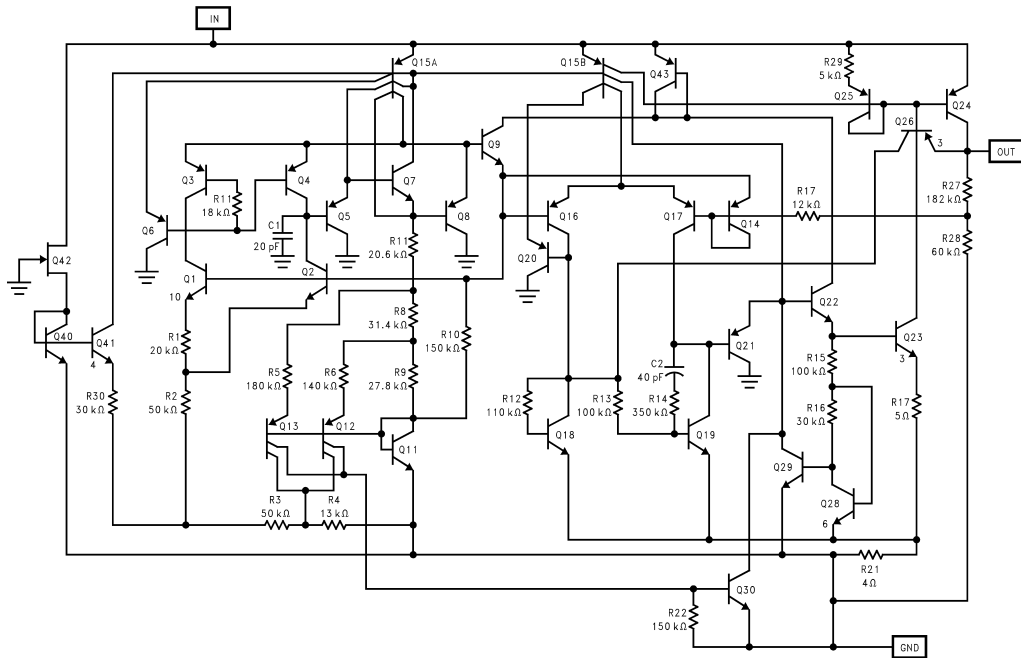 IN
Q15A
Q15B
Q43
R29
5 kΩ
Q25
Q24
Q26
3
OUT
Q9
Q3
Q4
Q7
R11
18 kΩ
Q5
Q8
Q6
C1
20 pF
R11
20.6 kΩ
Q16
Q17
Q14
R17
12 kΩ
R27
182 kΩ
R28
60 kΩ
Q20
Q42
Q1
10
Q2
R8
31.4 kΩ
R10
150 kΩ
Q22
Q40
Q41
4
R1
20 kΩ
Q21
Q23
3
R5
180 kΩ
R6
140 kΩ
R9
27.8 kΩ
C2
40 pF
R15
100 kΩ
R30
30 kΩ
R2
50 kΩ
R12
110 kΩ
R13
100 kΩ
R14
350 kΩ
R16
30 kΩ
R17
5Ω
Q13
Q12
Q11
Q18
Q19
Q29
Q28
6
R3
50 kΩ
R4
13 kΩ
R21
4Ω
Q30
R22
150 kΩ
GND